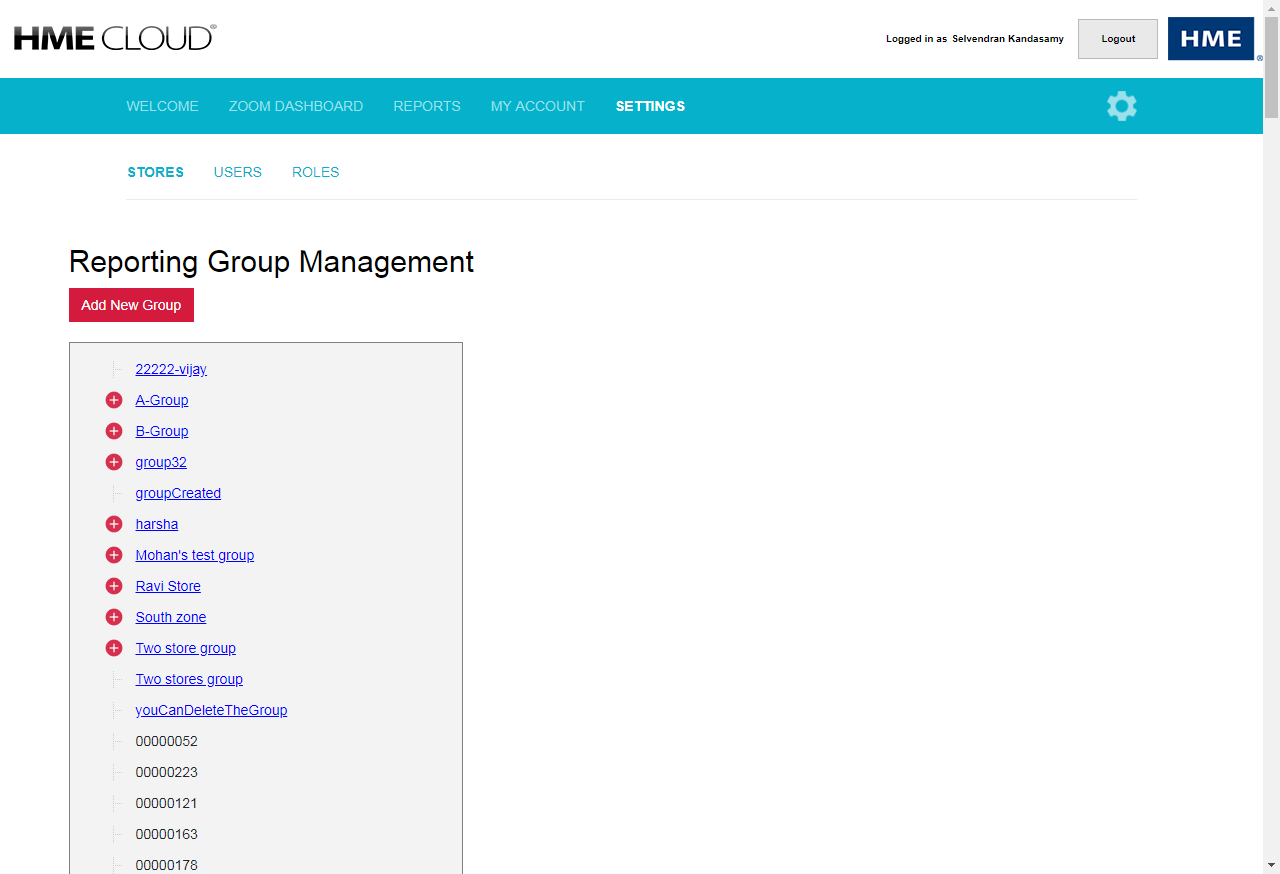 HME CLOUD®
Logged in as Selvendran Kandasamy
Logout
HME®
WELCOME ZOOM DASHBOARD REPORTS MY ACCOUNT SETTINGS
STORES USERS ROLES
Reporting Group Management
Add New Group
22222-vijay
A-Group
B-Group
group32
groupCreated
harsha
Mohan's test group
Ravi Store
South zone
Two store group
Two stores group
youCanDeleteTheGroup
00000052
00000223
00000121
00000163
00000178